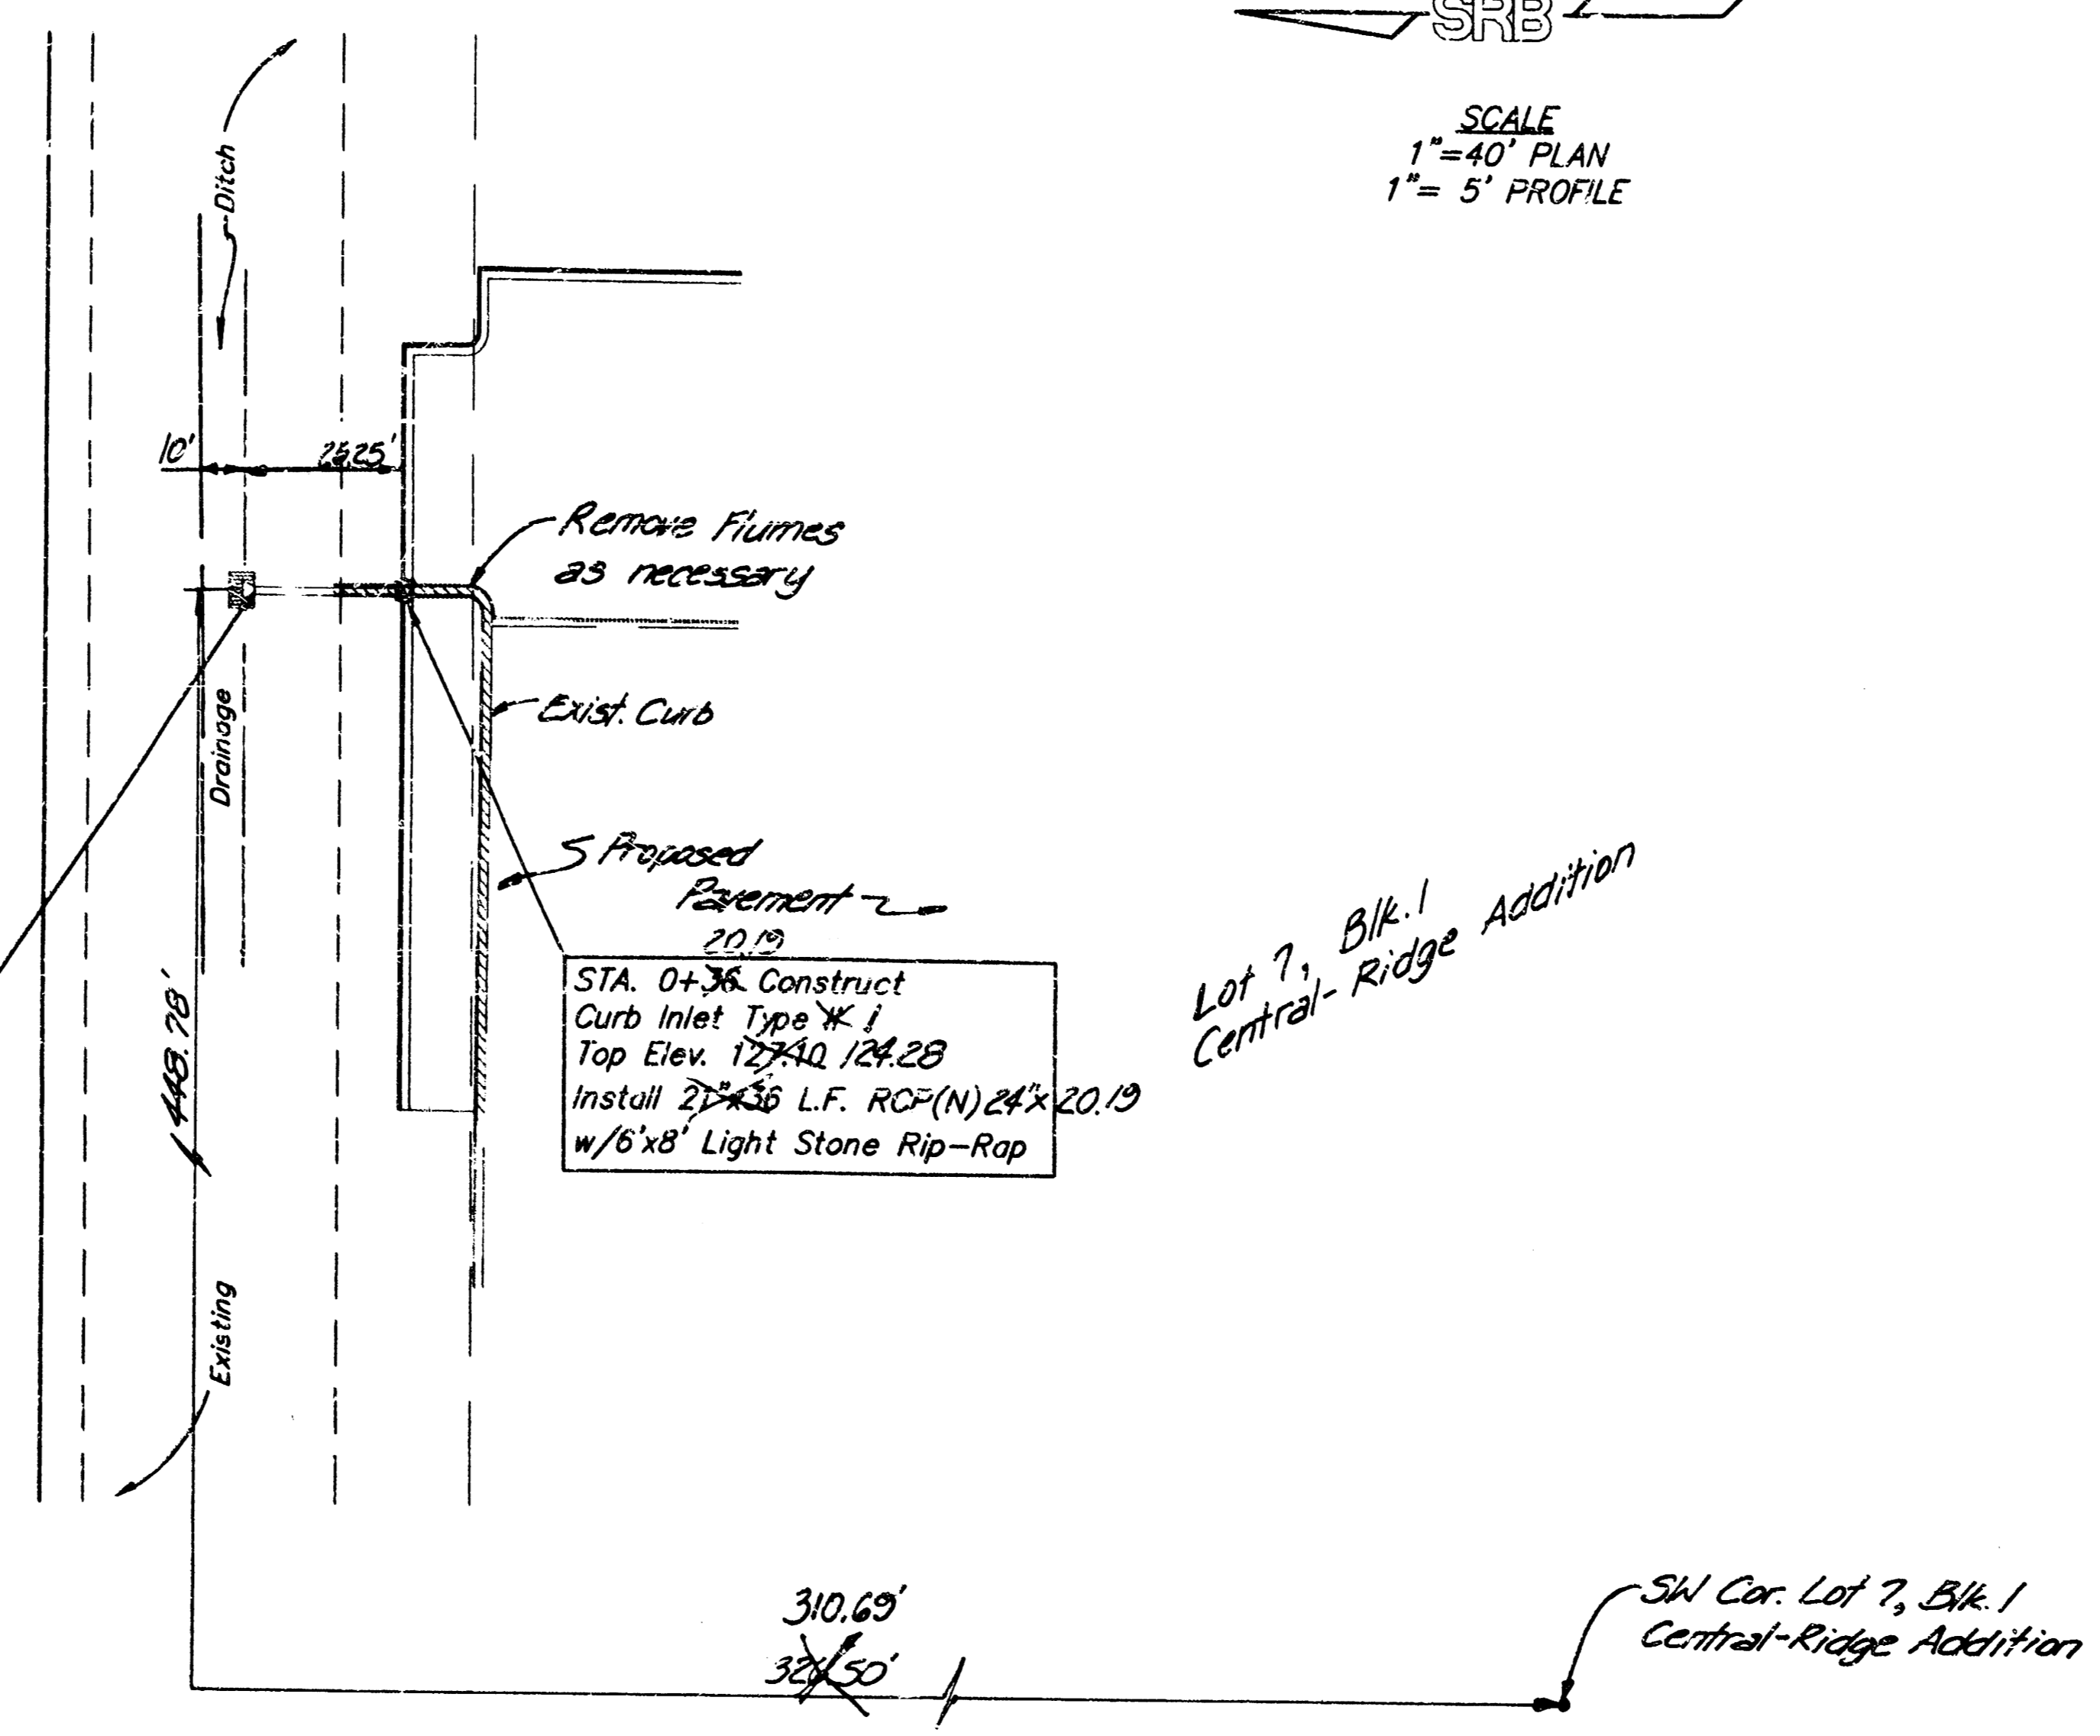 SRB
SCALE
1"=40' PLAN
1"= 5' PROFILE
Ditch
10'
25.25'
Remove Flumes
as necessary
Exist. Curb
Drainage
Proposed
Pavement
20.19
STA. 0+36 Construct
Curb Inlet Type 1
Top Elev. 127.40 124.28
Install 21"x36 L.F. RCP(N) 24"x 20.19
w/6'x8' Light Stone Rip-Rap
Lot 7, Blk. 1
Central-Ridge Addition
448.78'
Existing
310.69'
50'
SW Cor. Lot 7, Blk. 1
Central-Ridge Addition